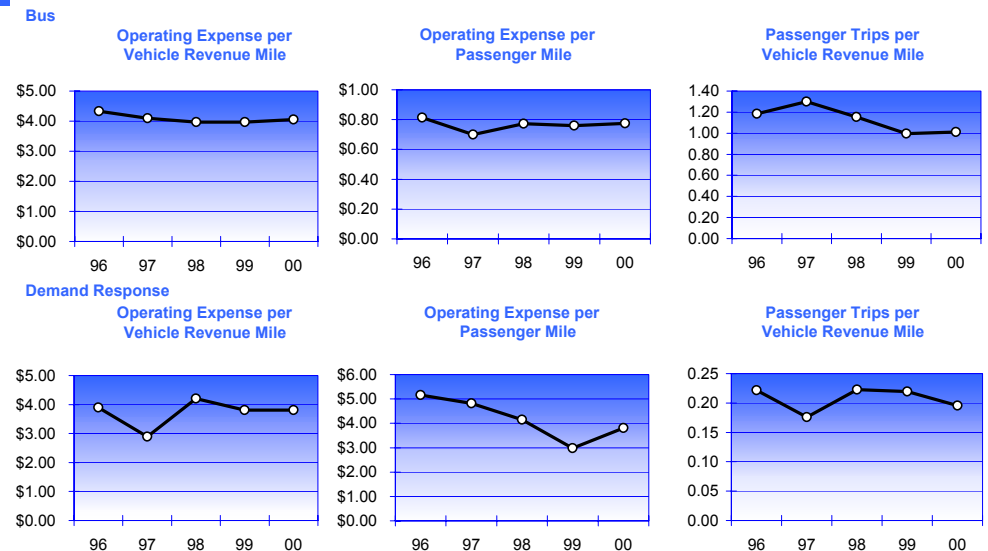 Bus
Operating Expense per
Vehicle Revenue Mile
$5.00
$4.00
$3.00
$2.00
$1.00
$0.00
96 97 98 99 00
Operating Expense per
Passenger Mile
$1.00
$0.80
$0.60
$0.40
$0.20
$0.00
96 97 98 99 00
Passenger Trips per
Vehicle Revenue Mile
1.40
1.20
1.00
0.80
0.60
0.40
0.20
0.00
96 97 98 99 00
Demand Response
Operating Expense per
Vehicle Revenue Mile
$5.00
$4.00
$3.00
$2.00
$1.00
$0.00
96 97 98 99 00
Operating Expense per
Passenger Mile
$6.00
$5.00
$4.00
$3.00
$2.00
$1.00
$0.00
96 97 98 99 00
Passenger Trips per
Vehicle Revenue Mile
0.25
0.20
0.15
0.10
0.05
0.00
96 97 98 99 00